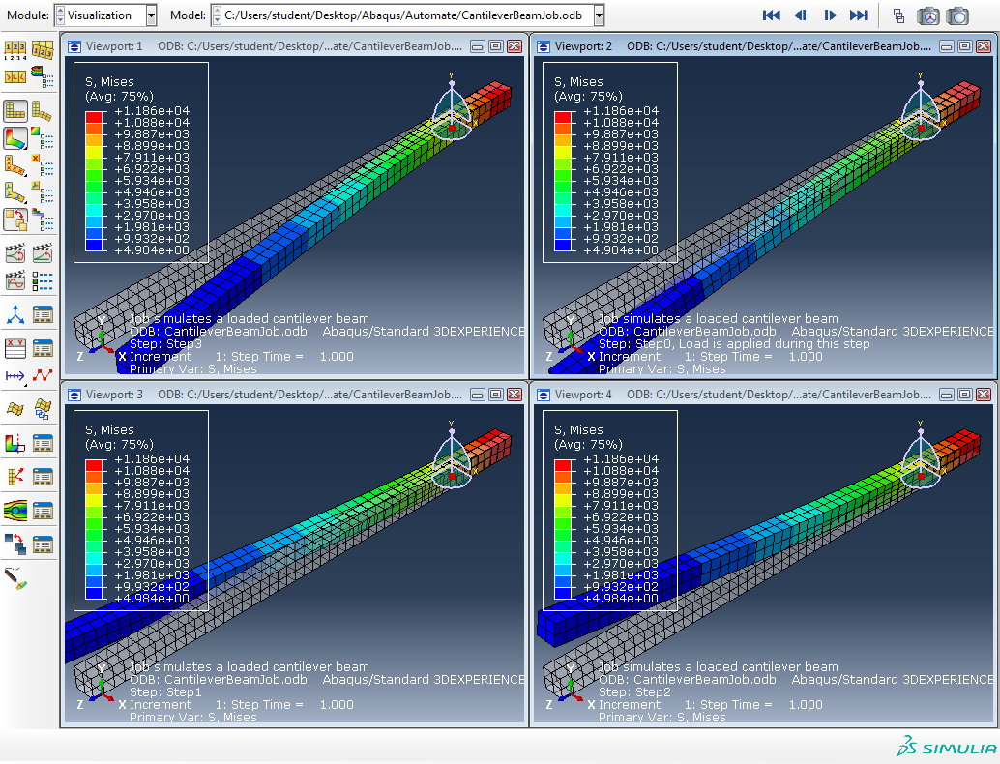 Module: Visualization Model: C:/Users/student/Desktop/Abaqus/Automate/CantileverBeamJob.odb
Viewport: 1 ODB: C:/Users/student/Desktop/...ate/CantileverBeamJob....
S, Mises
(Avg: 75%)
+1.186e+04
+1.088e+04
+9.887e+03
+8.899e+03
+7.911e+03
+6.922e+03
+5.934e+03
+4.946e+03
+3.958e+03
+2.970e+03
+1.981e+03
+9.932e+02
+4.984e+00
Y
X
Y
Z
X
Job simulates a loaded cantilever beam
ODB: CantileverBeamJob.odb Abaqus/Standard 3DEXPERIENCE
Step: Step3
Increment 1: Step Time = 1.000
Primary Var: S, Mises
Viewport: 2 ODB: C:/Users/student/Desktop/...ate/CantileverBeamJob....
S, Mises
(Avg: 75%)
+1.186e+04
+1.088e+04
+9.887e+03
+8.899e+03
+7.911e+03
+6.922e+03
+5.934e+03
+4.946e+03
+3.958e+03
+2.970e+03
+1.981e+03
+9.932e+02
+4.984e+00
Y
X
Y
Z
X
Job simulates a loaded cantilever beam
ODB: CantileverBeamJob.odb Abaqus/Standard 3DEXPERIENCE
Step: Step0, Load is applied during this step
Increment 1: Step Time = 1.000
Primary Var: S, Mises
Viewport: 3 ODB: C:/Users/student/Desktop/...ate/CantileverBeamJob....
S, Mises
(Avg: 75%)
+1.186e+04
+1.088e+04
+9.887e+03
+8.899e+03
+7.911e+03
+6.922e+03
+5.934e+03
+4.946e+03
+3.958e+03
+2.970e+03
+1.981e+03
+9.932e+02
+4.984e+00
Y
X
Y
Z
X
Job simulates a loaded cantilever beam
ODB: CantileverBeamJob.odb Abaqus/Standard 3DEXPERIENCE
Step: Step1
Increment 1: Step Time = 1.000
Primary Var: S, Mises
Viewport: 4 ODB: C:/Users/student/Desktop/...ate/CantileverBeamJob....
S, Mises
(Avg: 75%)
+1.186e+04
+1.088e+04
+9.887e+03
+8.899e+03
+7.911e+03
+6.922e+03
+5.934e+03
+4.946e+03
+3.958e+03
+2.970e+03
+1.981e+03
+9.932e+02
+4.984e+00
Y
X
Y
Z
X
Job simulates a loaded cantilever beam
ODB: CantileverBeamJob.odb Abaqus/Standard 3DEXPERIENCE
Step: Step2
Increment 1: Step Time = 1.000
Primary Var: S, Mises
SIMULIA